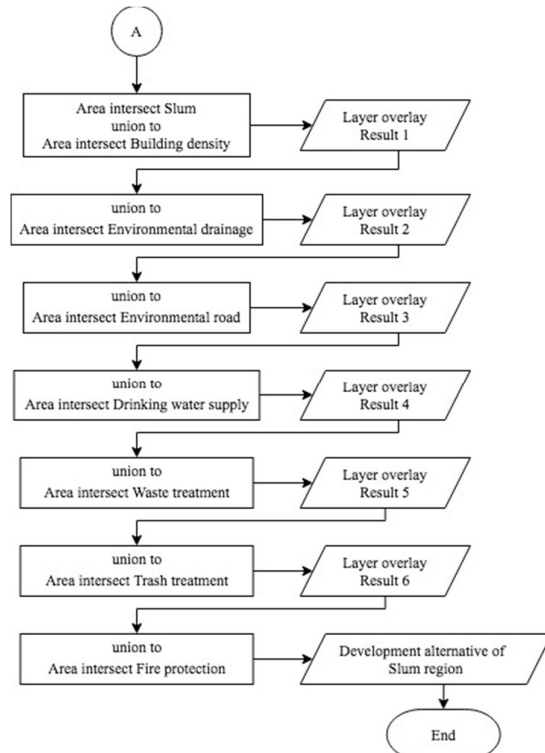 A
Area intersect Slum
union to
Area intersect Building density
Layer overlay
Result 1
union to
Area intersect Environmental drainage
Layer overlay
Result 2
union to
Area intersect Environmental road
Layer overlay
Result 3
union to
Area intersect Drinking water supply
Layer overlay
Result 4
union to
Area intersect Waste treatment
Layer overlay
Result 5
union to
Area intersect Trash treatment
Layer overlay
Result 6
union to
Area intersect Fire protection
Development alternative of
Slum region
End